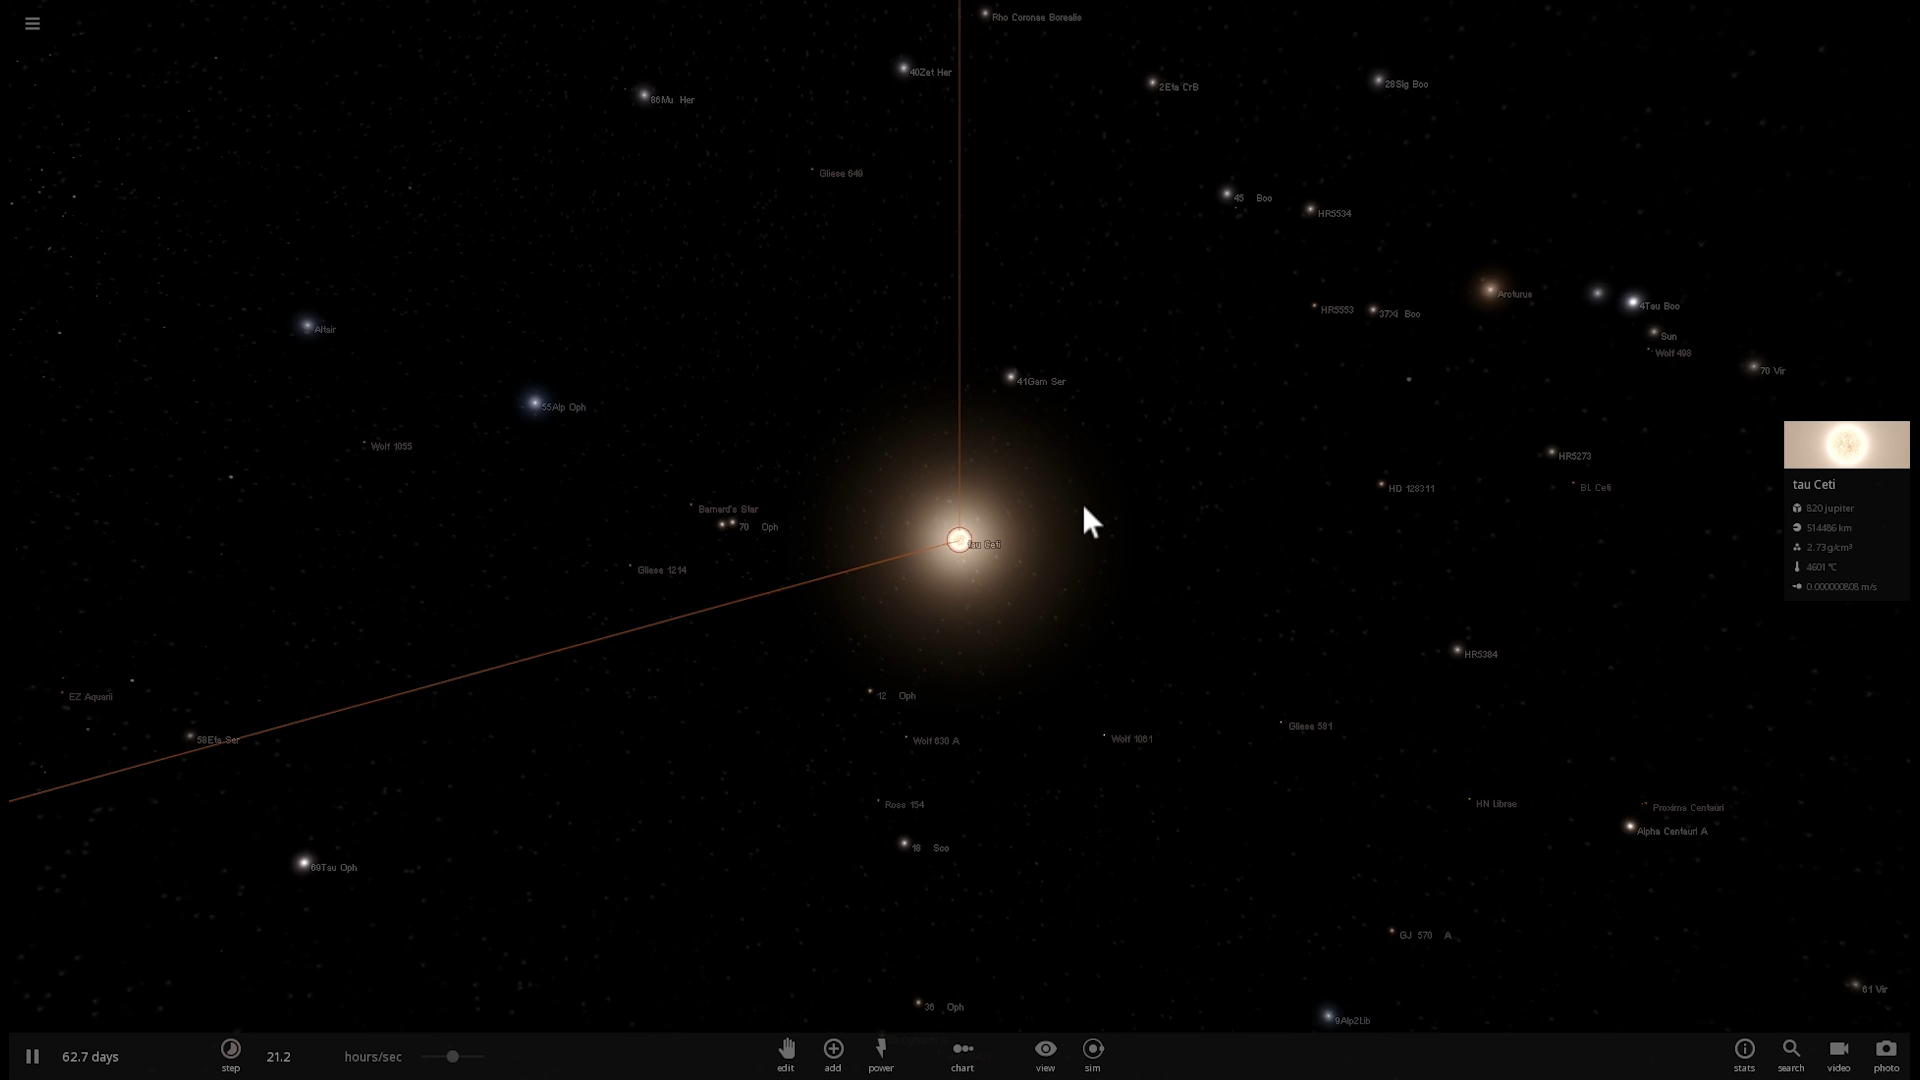 Rho Coronae Borealis
40Zet Her
86Mu Her
2Eta CrB
28Sig Boo
Gliese 649
45 Boo
HR5534
Arcturus
4Tau Boo
HR5553
37Xi Boo
Altair
Sun
Wolf 498
70 Vir
41Gam Ser
55Alp Oph
Wolf 1055
HR5273
BL Ceti
HD 128311
tau Ceti
820 jupiter
514486 km
2.73 g/cm³
4601 °C
0.000000808 m/s
Barnard's Star
70 Oph
tau Ceti
Gliese 1214
HR5384
EZ Aquarii
12 Oph
58Eta Ser
Wolf 630 A
Wolf 1061
Gliese 581
Ross 154
HN Librae
Proxima Centauri
Alpha Centauri A
18 Sco
69Tau Oph
GJ 570 A
61 Vir
36 Oph
9Alp2Lib
62.7 days
step
21.2
hours/sec
edit
add
power
chart
view
sim
stats
search
video
photo